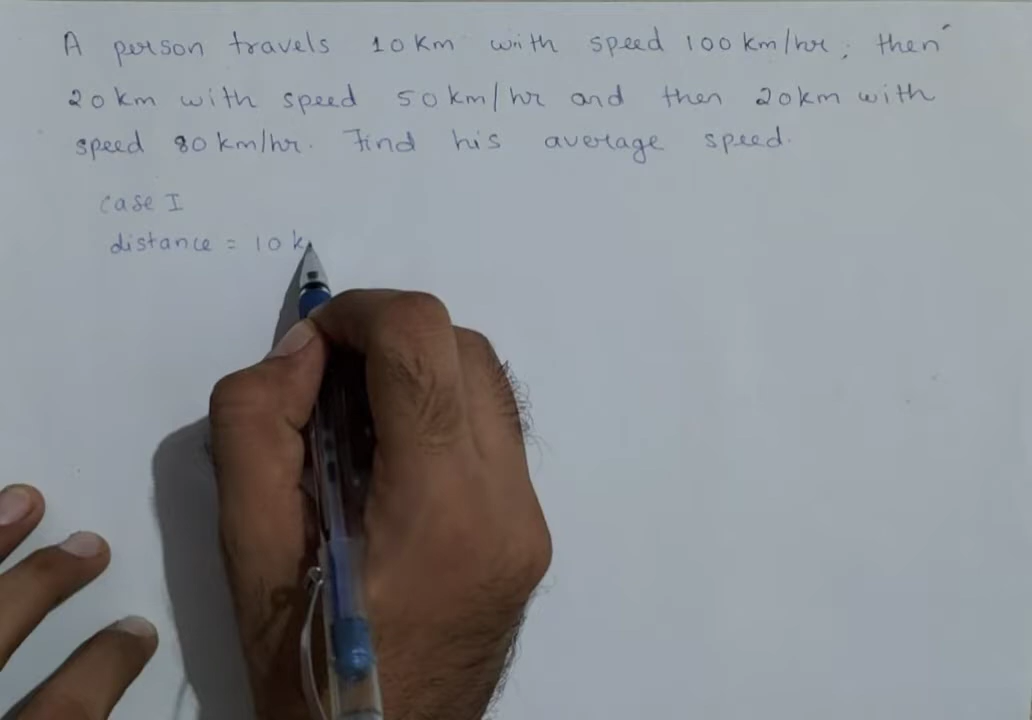 A person travels 10 km with speed 100 km/hr; then
20 km with speed 50 km/hr and then 20 km with
speed 80 km/hr. Find his average speed.
case I
distance = 10 k